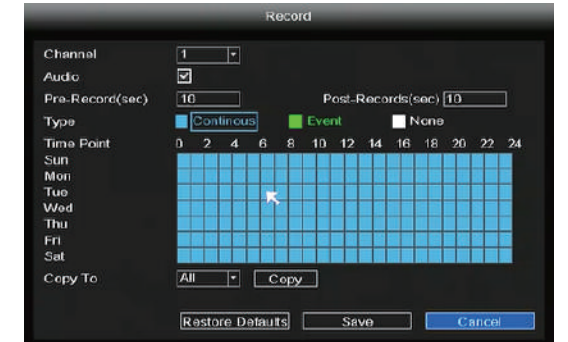 Record
Channel 1
Audio
Pre-Record(sec) 10 Post-Records(sec) 10
Type Continous Event None
Time Point 0 2 4 6 8 10 12 14 16 18 20 22 24
Sun
Mon
Tue
Wed
Thu
Fri
Sat
Copy To All Copy
Restore Defaults Save Cancel